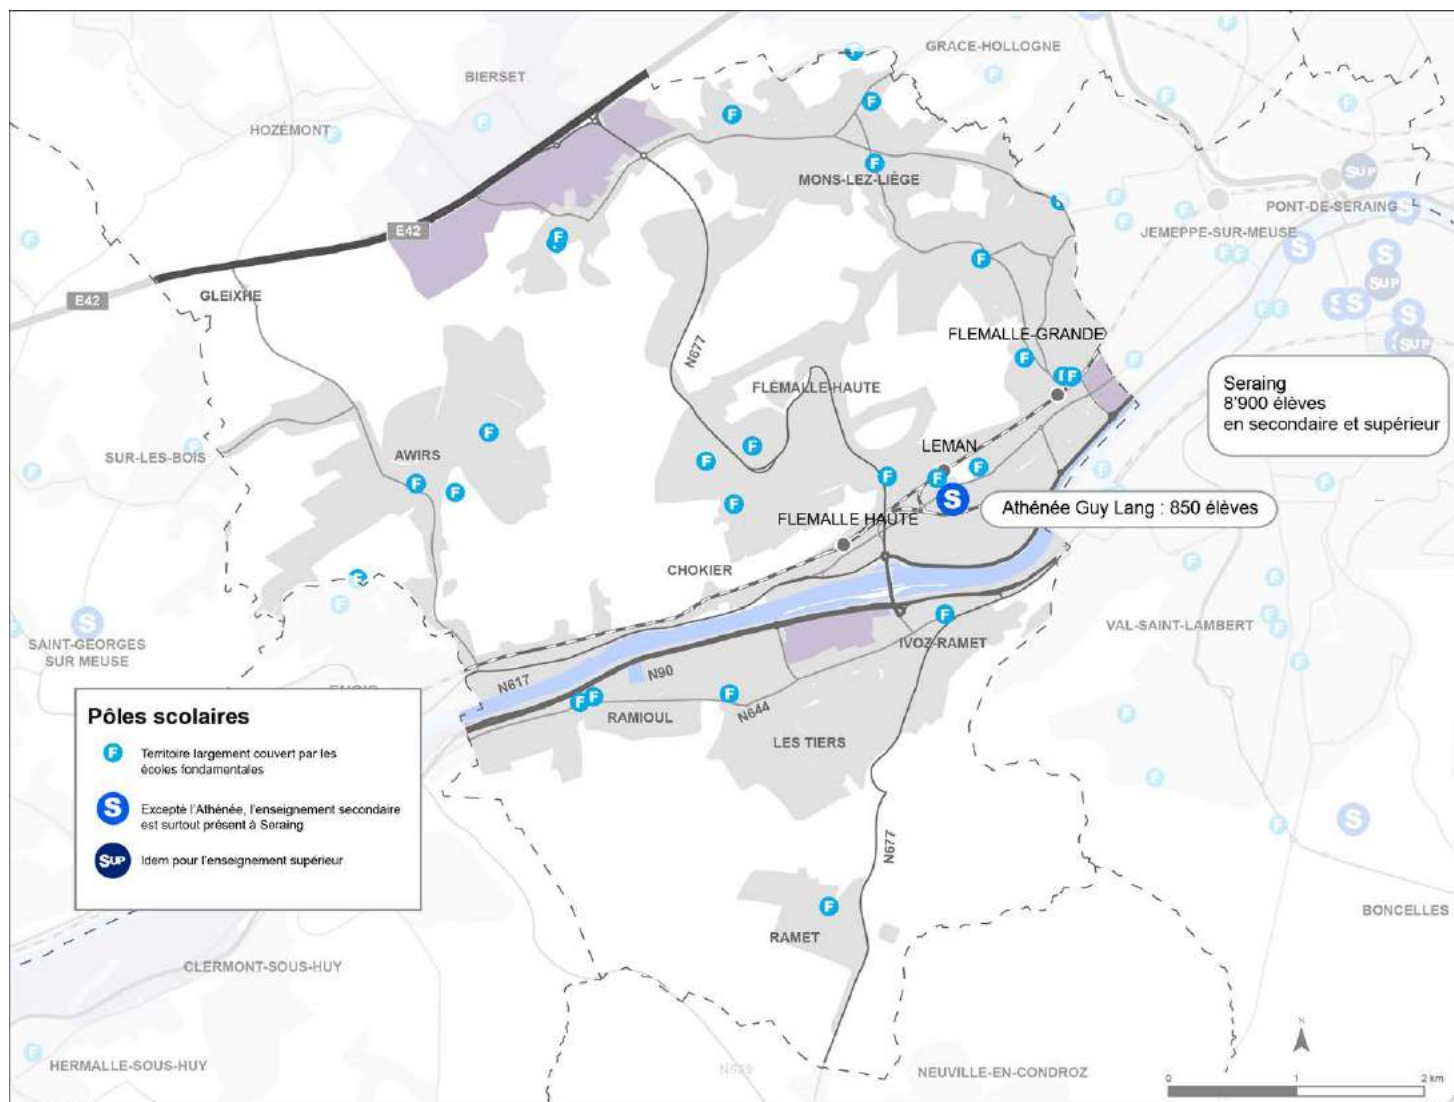 GRACE-HOLLOGNE
BIERSET
HOZÉMONT
MONS-LEZ-LIÈGE
SUP
PONT-DE-SERAING
JEMEPPE-SUR-MEUSE
E42
E42
GLEIXHE
N677
FLEMALLE-GRANDE
FLÉMALLE-HAUTE
Seraing
8'900 élèves
en secondaire et supérieur
SUR-LES-BOIS
AWIRS
LEMAN
S
Athénée Guy Lang : 850 élèves
FLEMALLE HAUTE
CHOKIER
SAINT-GEORGES
SUR MEUSE
VAL-SAINT-LAMBERT
IVOZ-RAMET
N617
N90
N644
RAMIOUL
LES TIERS
Pôles scolaires
F Territoire largement couvert par les
écoles fondamentales
S Excepté l'Athénée, l'enseignement secondaire
est surtout présent à Seraing
SUP Idem pour l'enseignement supérieur
N677
RAMET
BONCELLES
CLERMONT-SOUS-HUY
HERMALLE-SOUS-HUY
NEUVILLE-EN-CONDROZ
N
0 1 2 km